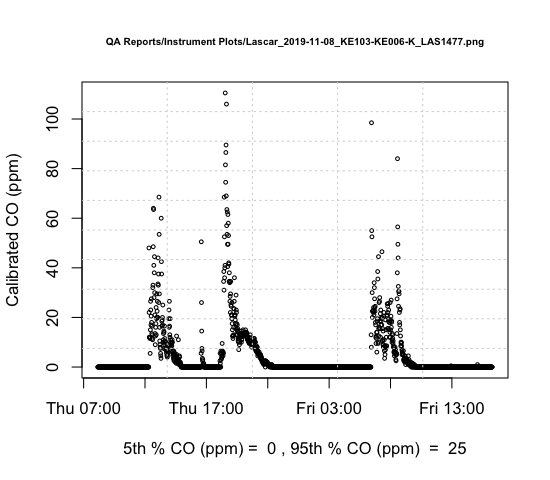 QA Reports/Instrument Plots/Lascar_2019-11-08_KE103-KE006-K_LAS1477.png
Calibrated CO (ppm)
100
80
60
40
20
0
Thu 07:00 Thu 17:00 Fri 03:00 Fri 13:00
5th % CO (ppm) = 0 , 95th % CO (ppm) = 25